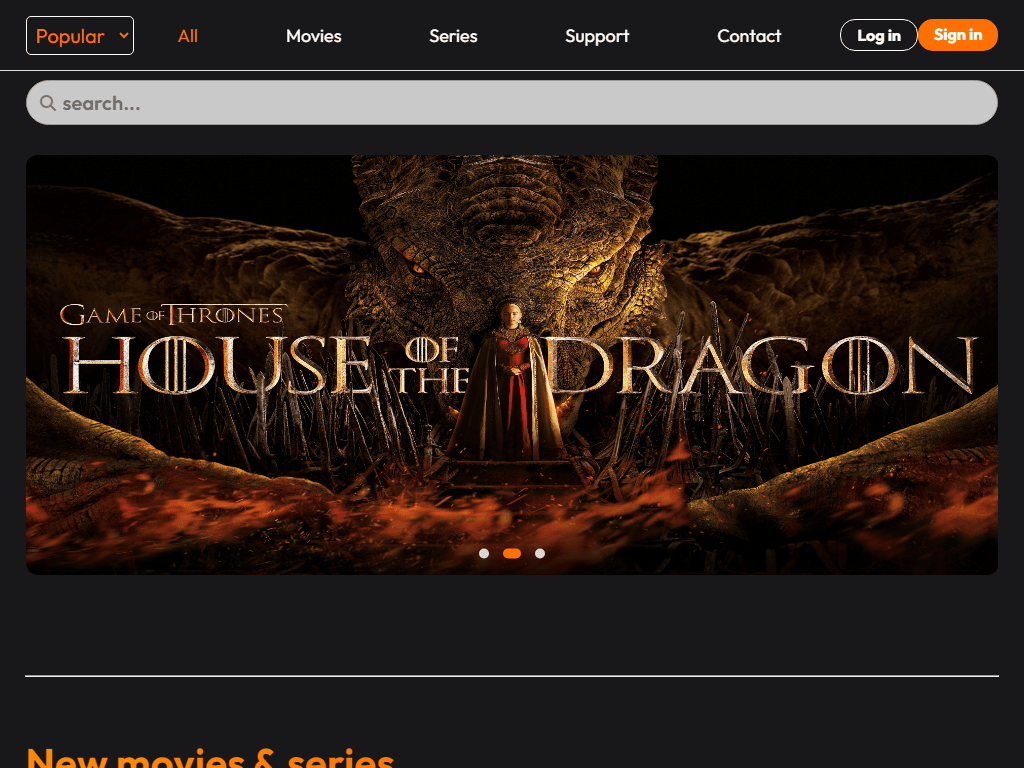 Popular All Movies Series Support Contact Log in Sign in
search...
GAME OF THRONES
HOUSE OF THE DRAGON
New movies & series